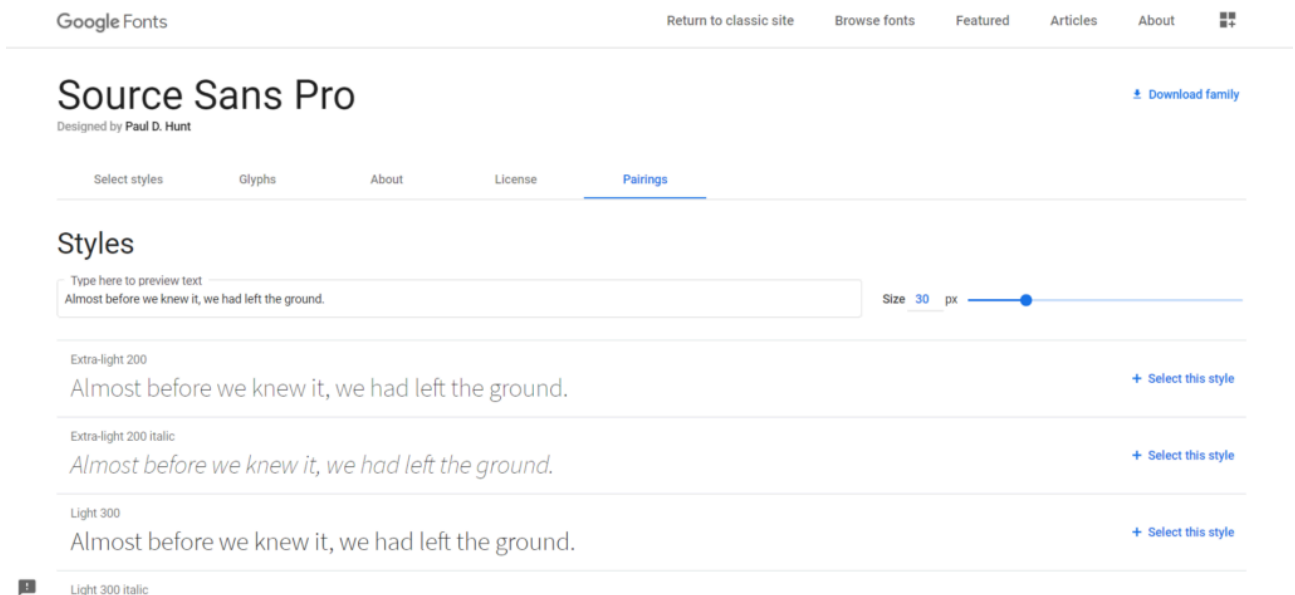 Google Fonts
Return to classic site Browse fonts Featured Articles About
Source Sans Pro
Download family
Designed by Paul D. Hunt
Select styles Glyphs About License Pairings
Styles
Type here to preview text
Almost before we knew it, we had left the ground.
Size 30 px
Extra-light 200
Almost before we knew it, we had left the ground.
+ Select this style
Extra-light 200 italic
Almost before we knew it, we had left the ground.
+ Select this style
Light 300
Almost before we knew it, we had left the ground.
+ Select this style
Light 300 italic